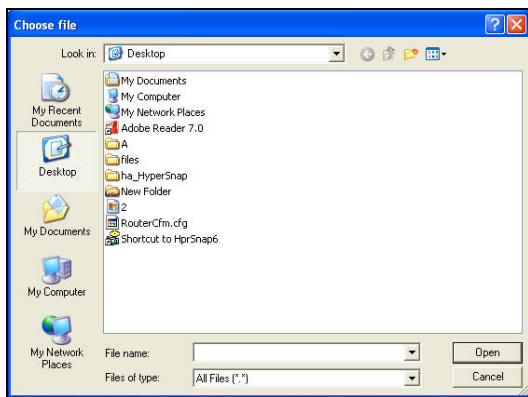 Choose file
Look in:
Desktop
My Recent
Documents
Desktop
My Documents
My Computer
My Network
Places
My Documents
My Computer
My Network Places
Adobe Reader 7.0
A
files
ha_HyperSnap
New Folder
2
RouterCfm.cfg
Shortcut to HprSnap6
File name:
Open
Files of type:
All Files (*.*)
Cancel